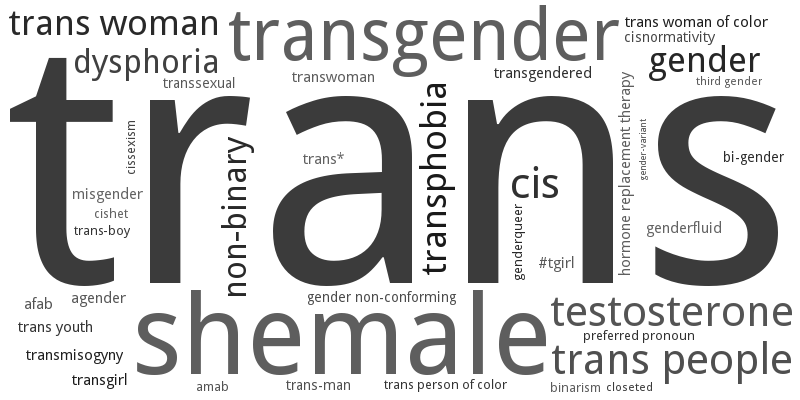 trans woman
transgender
trans woman of color
cisnormativity
dysphoria
gender
transsexual
transwoman
transgendered
third gender
trans
cissexism
non-binary
trans*
transphobia
cis
genderqueer
#tgirl
hormone replacement therapy
gender-variant
bi-gender
misgender
cishet
trans-boy
genderfluid
afab
agender
gender non-conforming
shemale
testosterone
trans youth
preferred pronoun
transmisogyny
trans people
transgirl
amab
trans-man
trans person of color
binarism
closeted